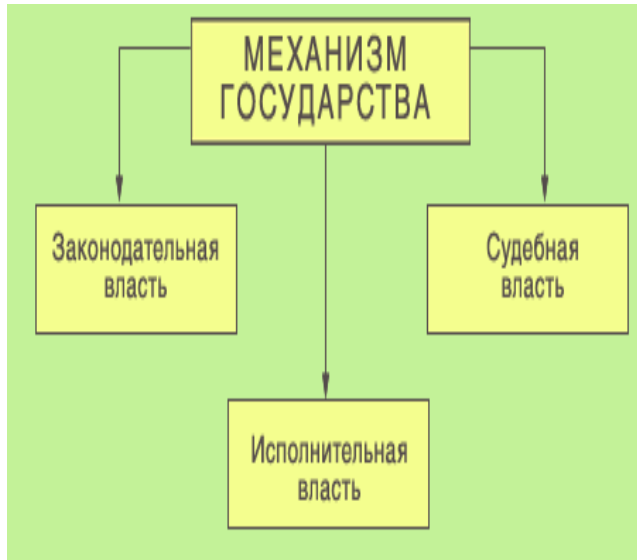 МЕХАНИЗМ
ГОСУДАРСТВА
Законодательная
власть
Судебная
власть
Исполнительная
власть